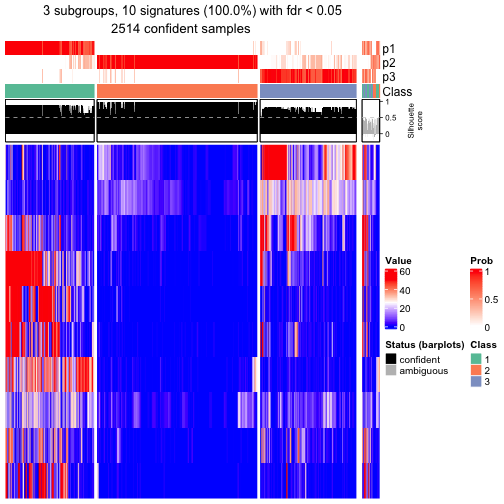 3 subgroups, 10 signatures (100.0%) with fdr < 0.05
2514 confident samples
p1
p2
p3
Class
1
0.5
0
Silhouette
score
Value
60
40
20
0
Prob
1
0.5
0
Status (barplots)
confident
ambiguous
Class
1
2
3